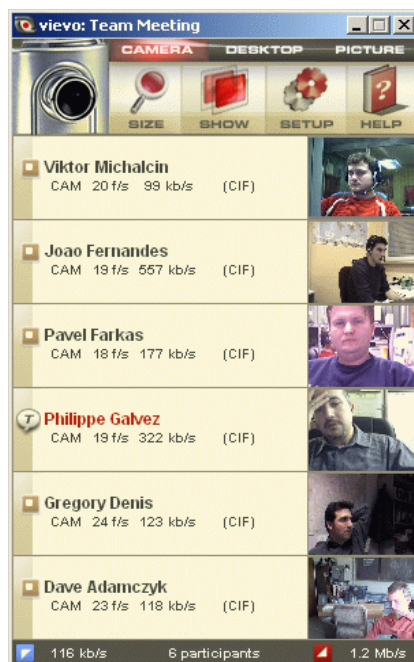 vievo: Team Meeting
CAMERA DESKTOP PICTURE
SIZE SHOW SETUP HELP
Viktor Michalcin
CAM 20 f/s 99 kb/s (CIF)
Joao Fernandes
CAM 19 f/s 557 kb/s (CIF)
Pavel Farkas
CAM 18 f/s 177 kb/s (CIF)
T Philippe Galvez
CAM 19 f/s 322 kb/s (CIF)
Gregory Denis
CAM 24 f/s 123 kb/s (CIF)
Dave Adamczyk
CAM 23 f/s 118 kb/s (CIF)
116 kb/s 6 participants 1.2 Mb/s